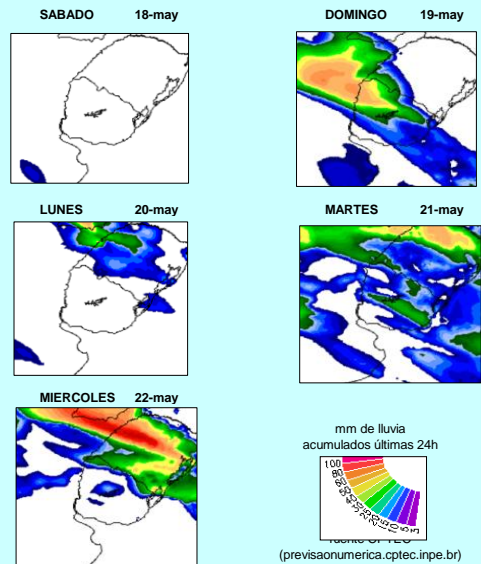 SABADO 18-may
DOMINGO 19-may
LUNES 20-may
MARTES 21-may
MIERCOLES 22-may
mm de lluvia
acumulados últimas 24h
100
80
(previsaonumerica.cptec.inpe.br)